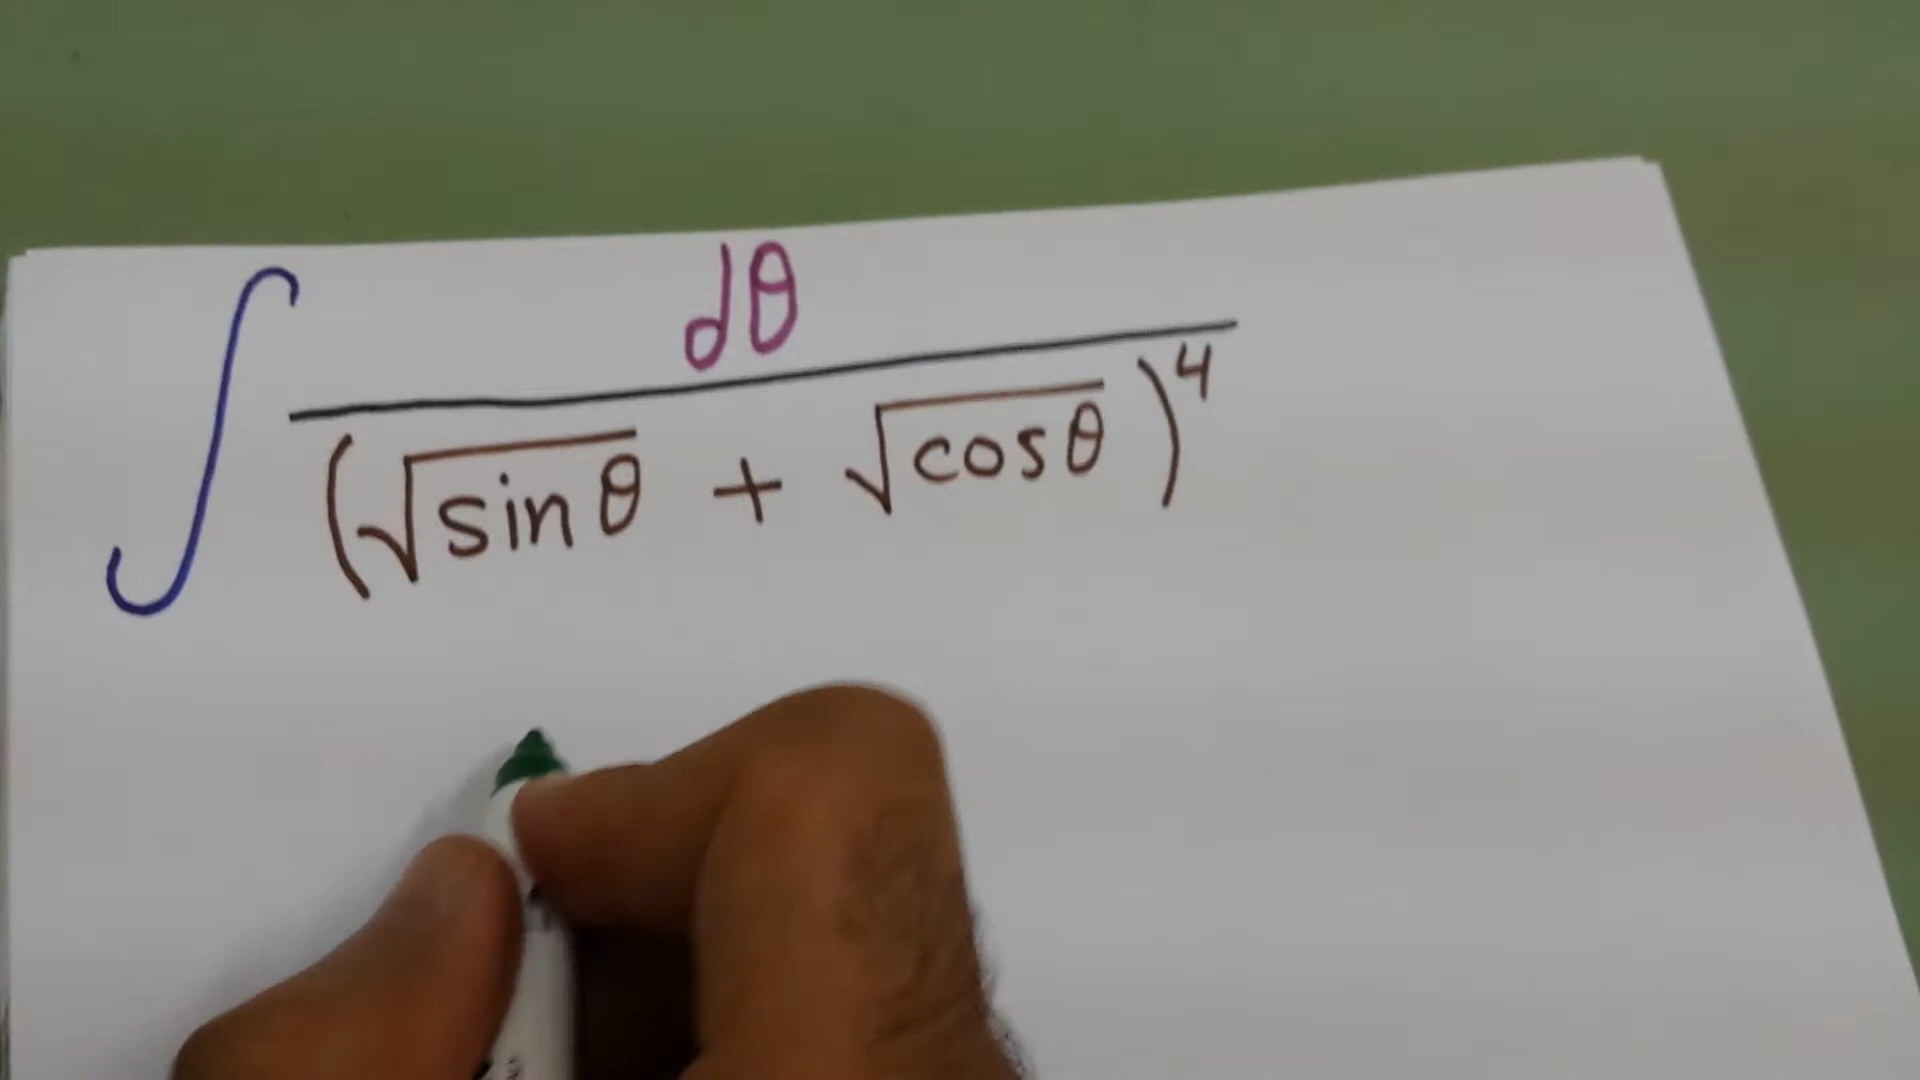 ∫ dθ / (√sinθ + √cosθ)^4